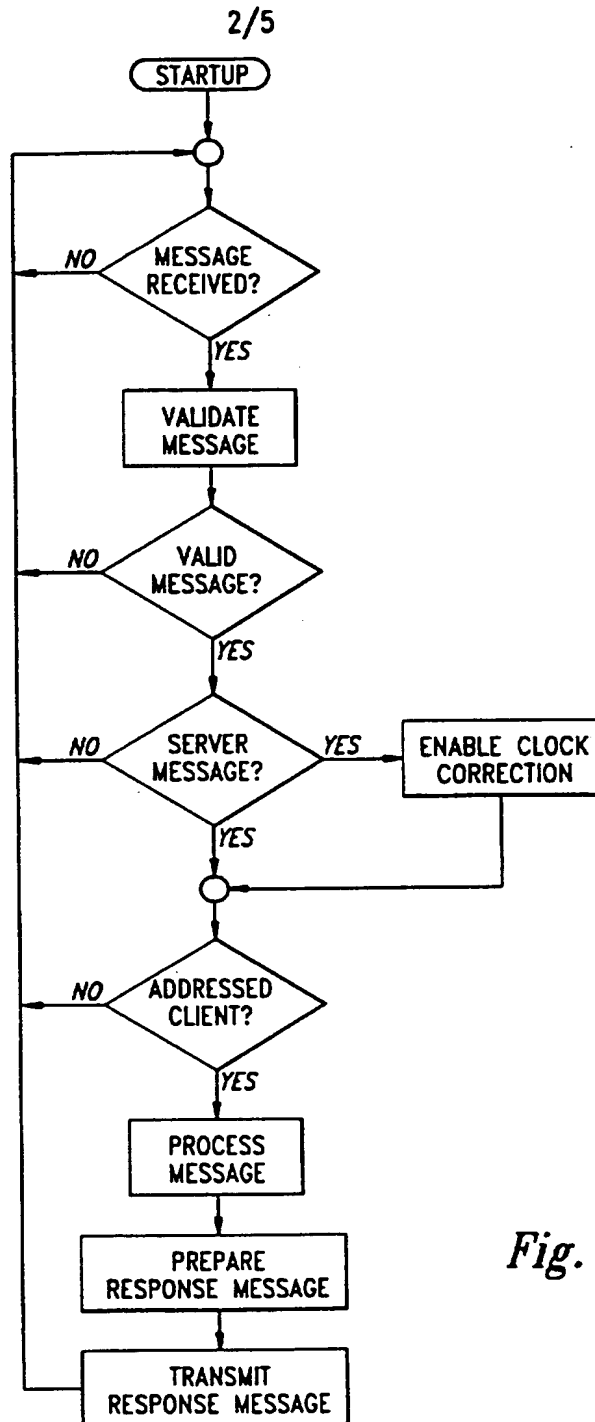 2/5
STARTUP
MESSAGE
RECEIVED?
NO
YES
VALIDATE
MESSAGE
VALID
MESSAGE?
NO
YES
SERVER
MESSAGE?
NO
YES
ENABLE CLOCK
CORRECTION
YES
ADDRESSED
CLIENT?
NO
YES
PROCESS
MESSAGE
PREPARE
RESPONSE MESSAGE
Fig.
TRANSMIT
RESPONSE MESSAGE